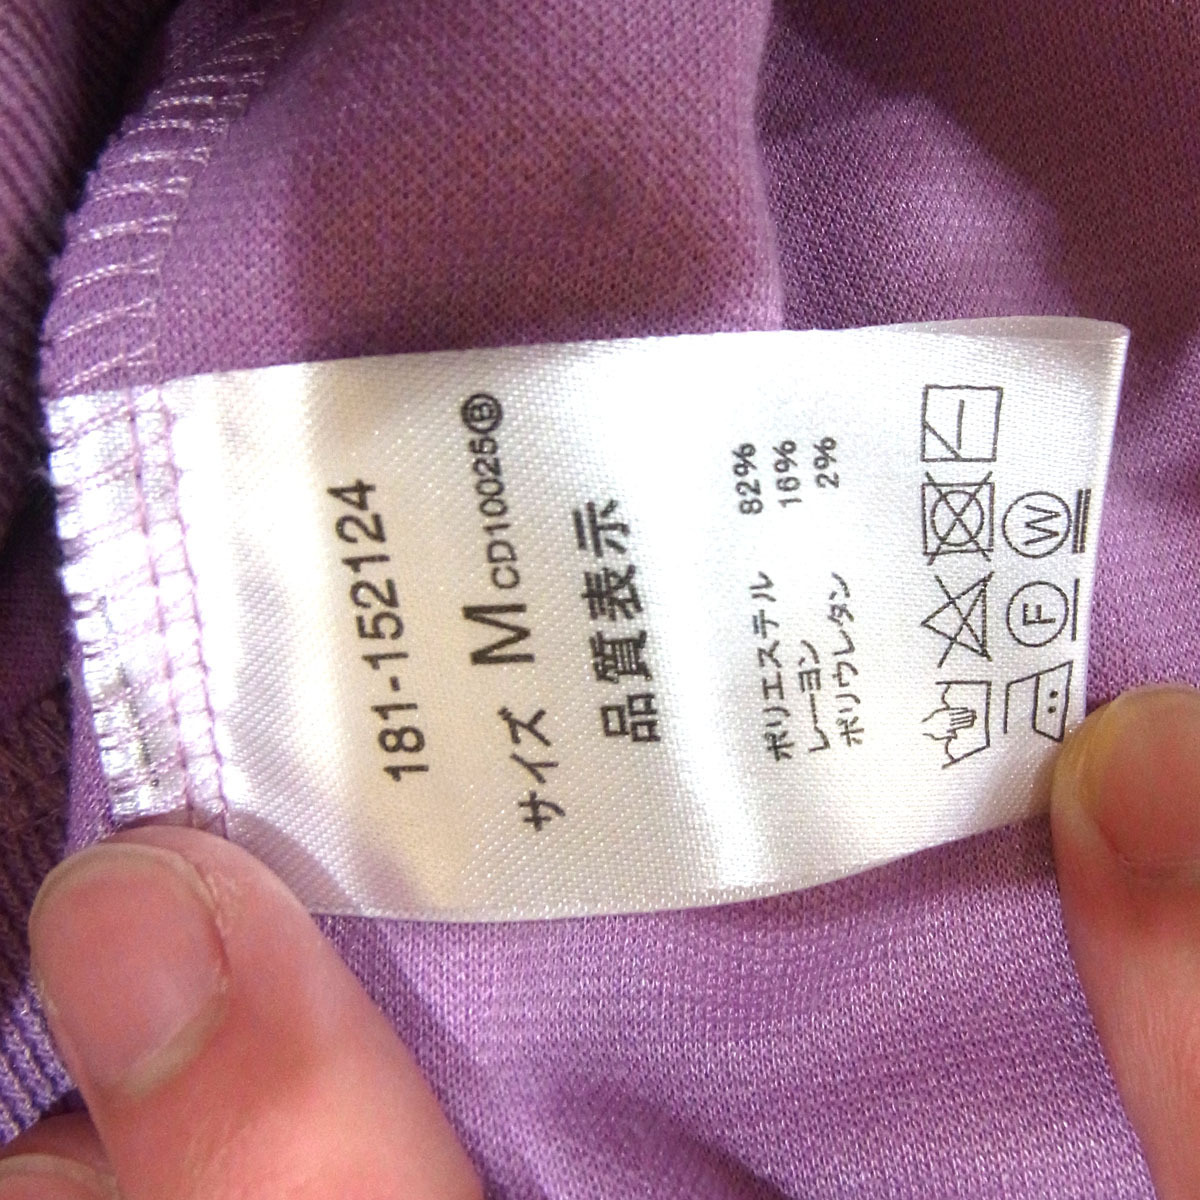 181-152124
サイズ M CD10025Ⓑ
品質表示
ポリエステル 82%
レーヨン 16%
ポリウレタン 2%
Ⓕ Ⓦ